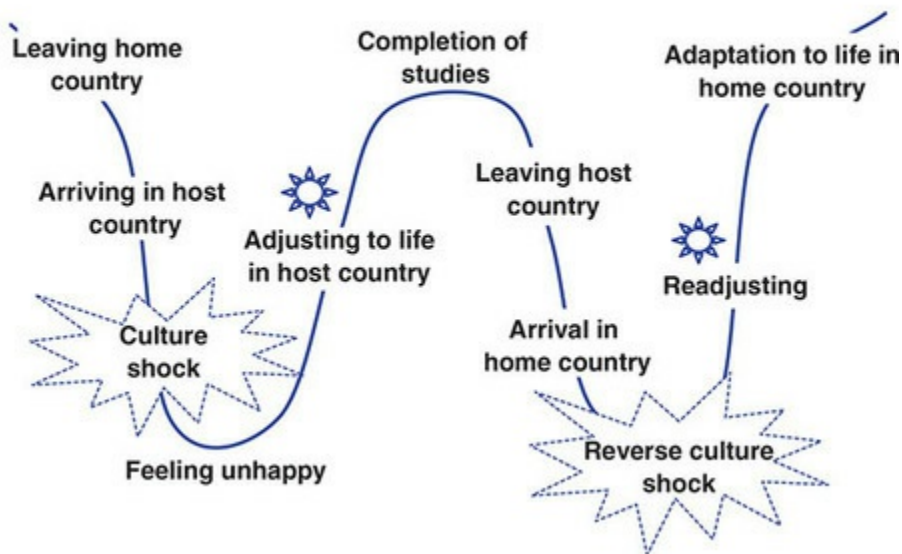 Leaving home
country
Arriving in host
country
Culture
shock
Feeling unhappy
Adjusting to life
in host country
Completion of
studies
Leaving host
country
Arrival in
home country
Reverse culture
shock
Readjusting
Adaptation to life in
home country